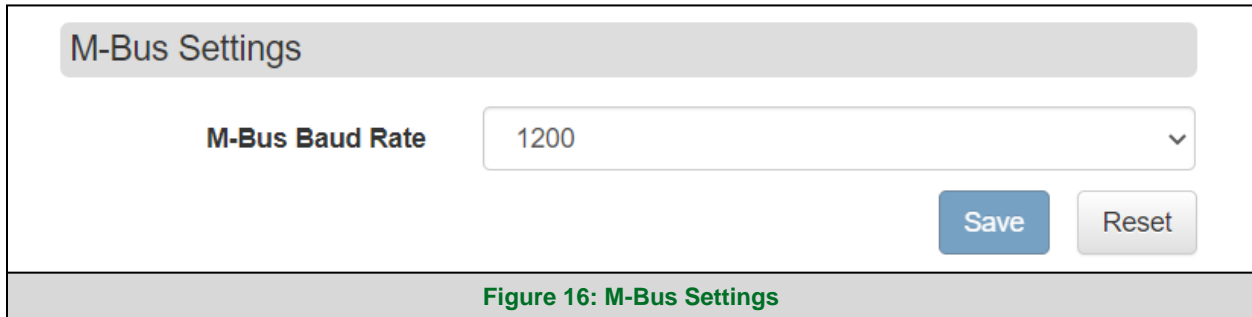 M-Bus Settings
M-Bus Baud Rate 1200
Save Reset
Figure 16: M-Bus Settings